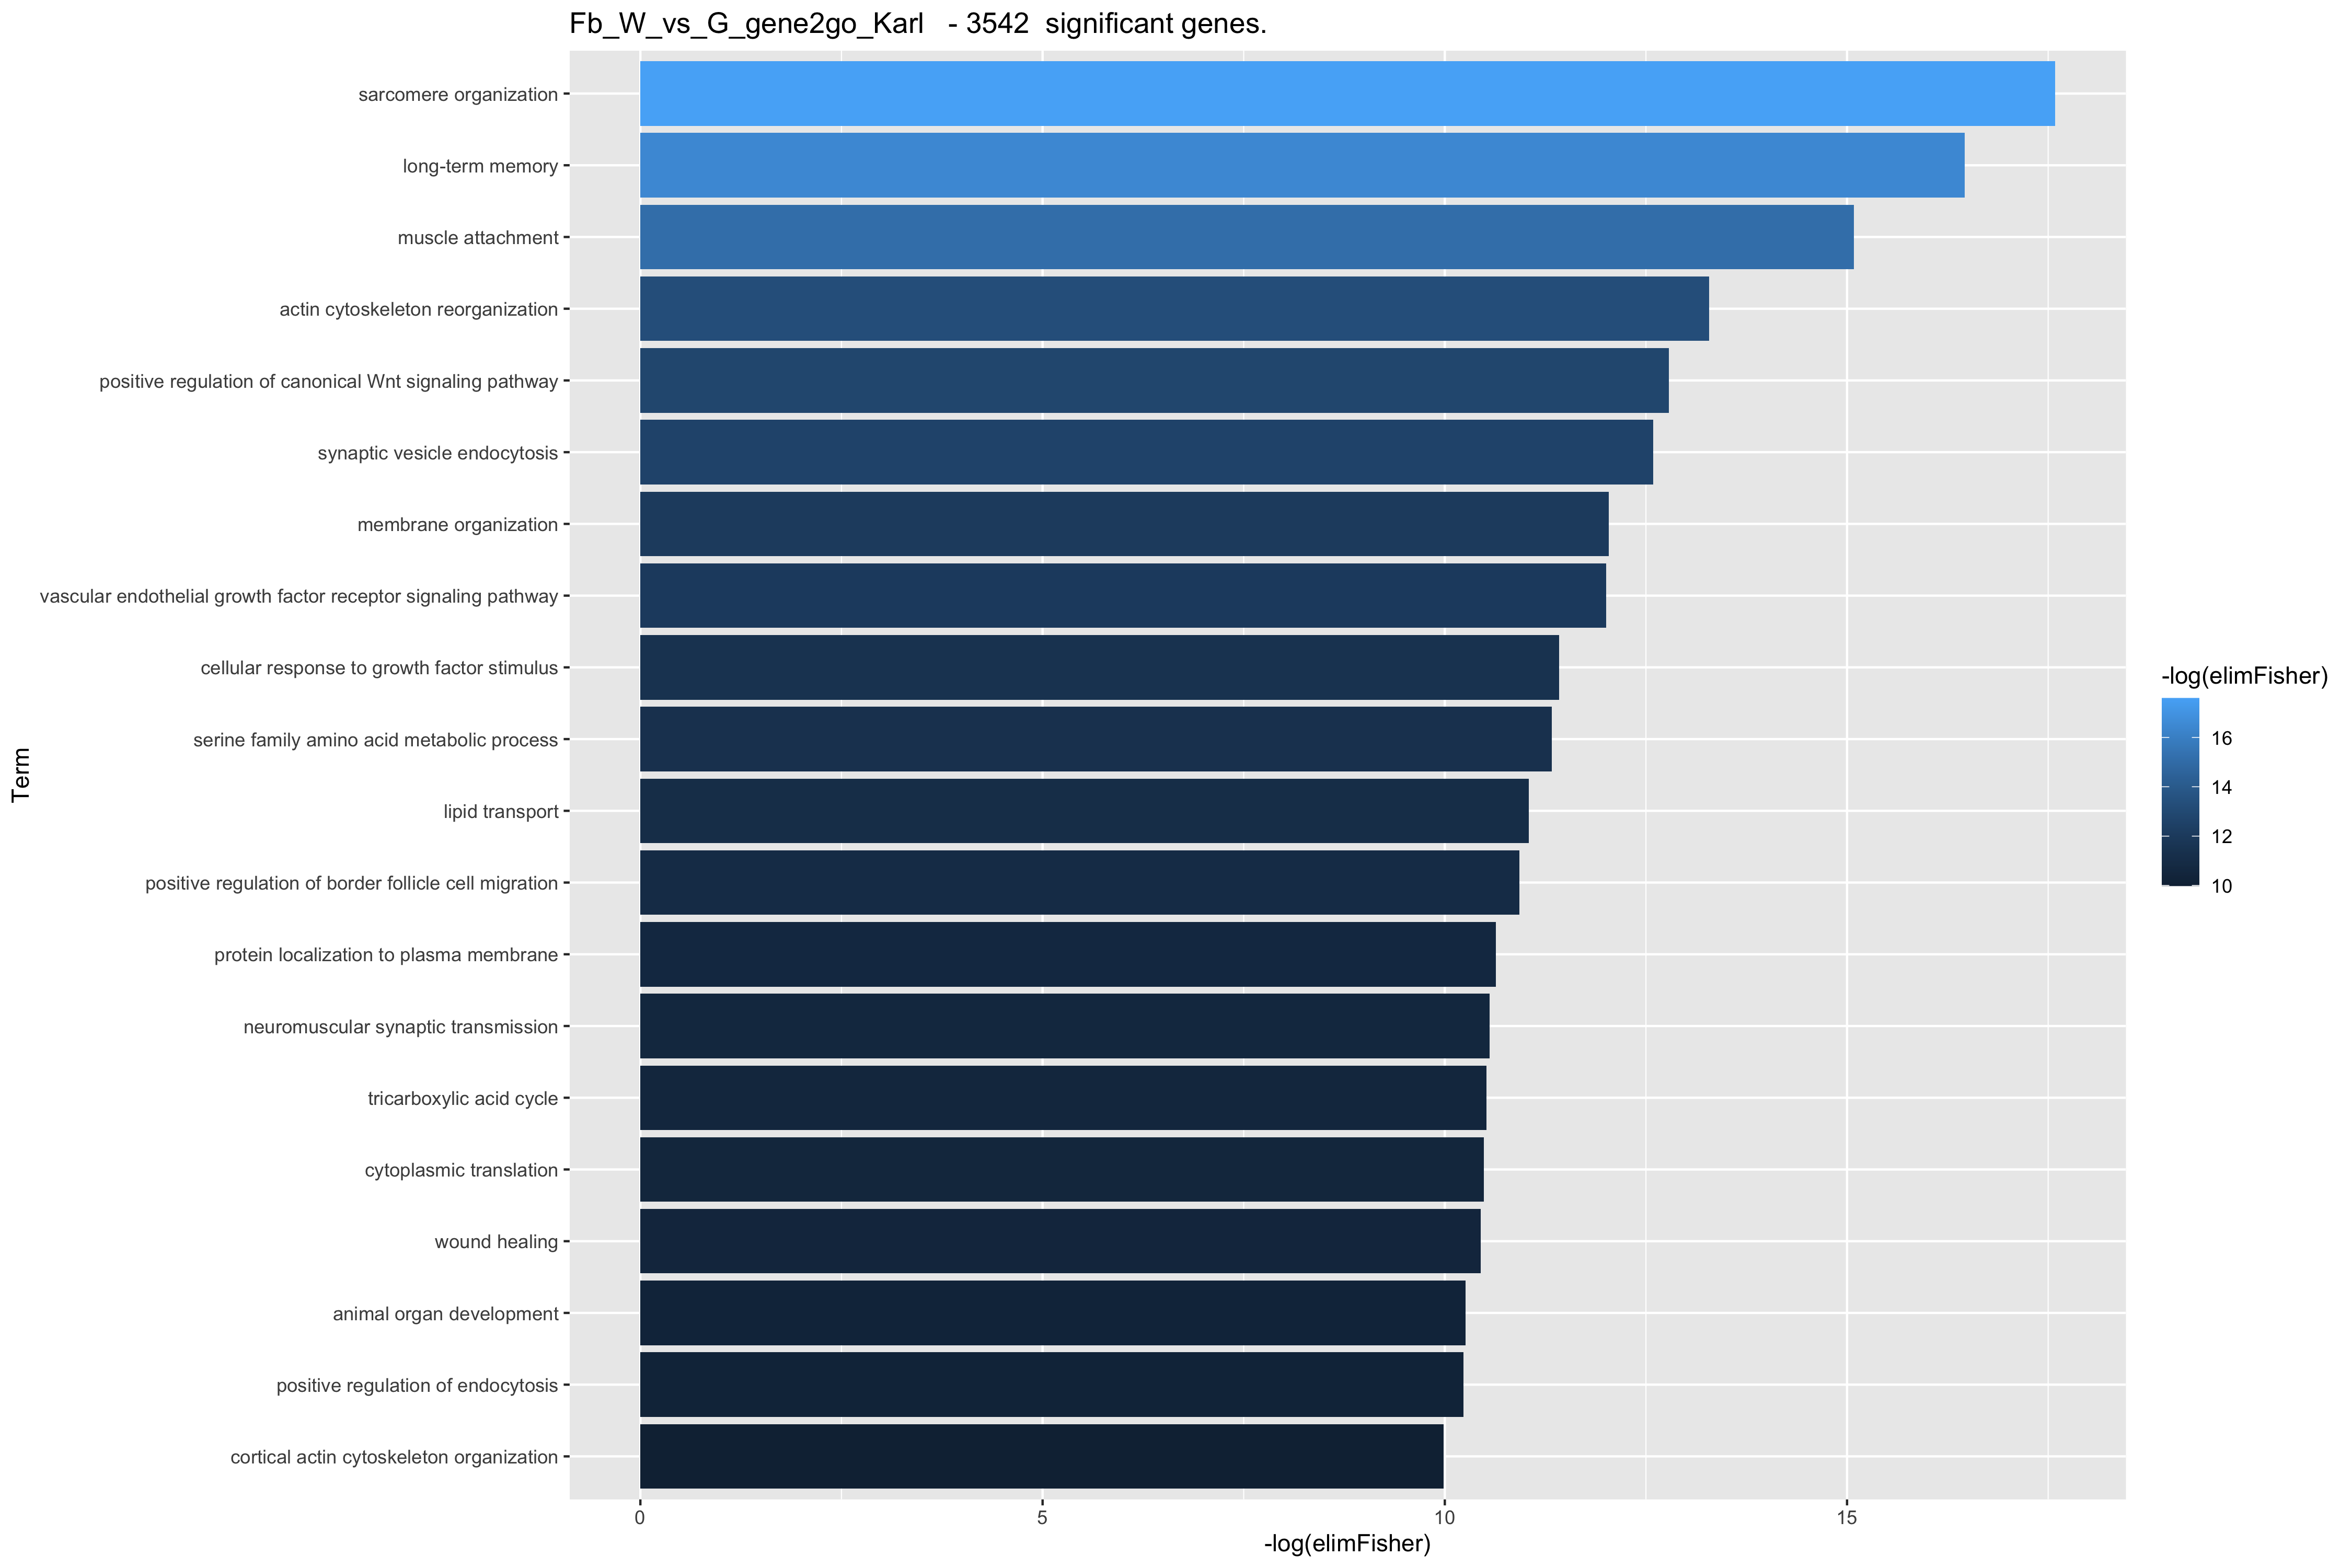 Fb_W_vs_G_gene2go_Karl - 3542 significant genes.
sarcomere organization
long-term memory
muscle attachment
actin cytoskeleton reorganization
positive regulation of canonical Wnt signaling pathway
synaptic vesicle endocytosis
membrane organization
vascular endothelial growth factor receptor signaling pathway
cellular response to growth factor stimulus
serine family amino acid metabolic process
lipid transport
positive regulation of border follicle cell migration
protein localization to plasma membrane
neuromuscular synaptic transmission
tricarboxylic acid cycle
cytoplasmic translation
wound healing
animal organ development
positive regulation of endocytosis
cortical actin cytoskeleton organization
Term
0 5 10 15
-log(elimFisher)
-log(elimFisher)
16
14
12
10